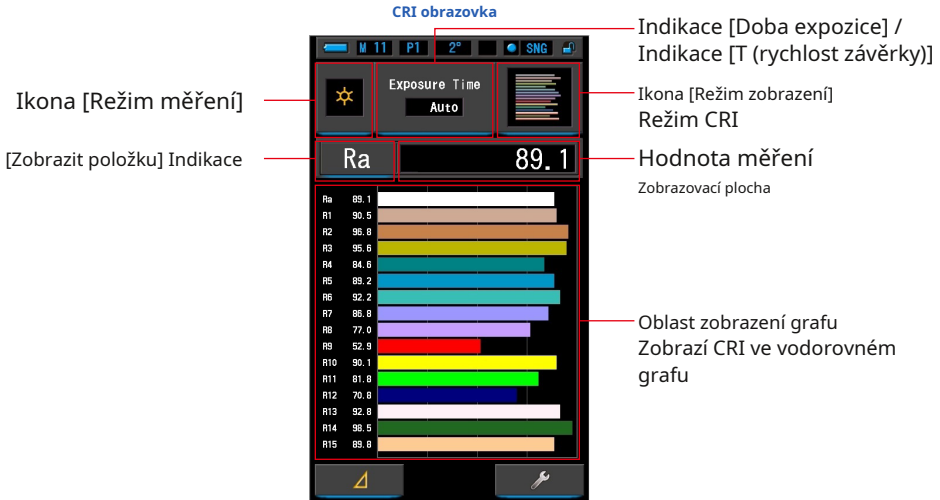 CRI obrazovka
M 11 P1 2° SNG
Exposure Time
Auto
Ra 89.1
Ra 89.1
R1 90.5
R2 96.8
R3 95.6
R4 84.6
R5 89.2
R6 92.2
R7 86.8
R8 77.0
R9 52.9
R10 90.1
R11 81.8
R12 70.8
R13 92.8
R14 98.5
R15 89.8
Ikona [Režim měření]
[Zobrazit položku] Indikace
Indikace [Doba expozice] /
Indikace [T (rychlost závěrky)]
Ikona [Režim zobrazení]
Režim CRI
Hodnota měření
Zobrazovací plocha
Oblast zobrazení grafu
Zobrazí CRI ve vodorovném
grafu